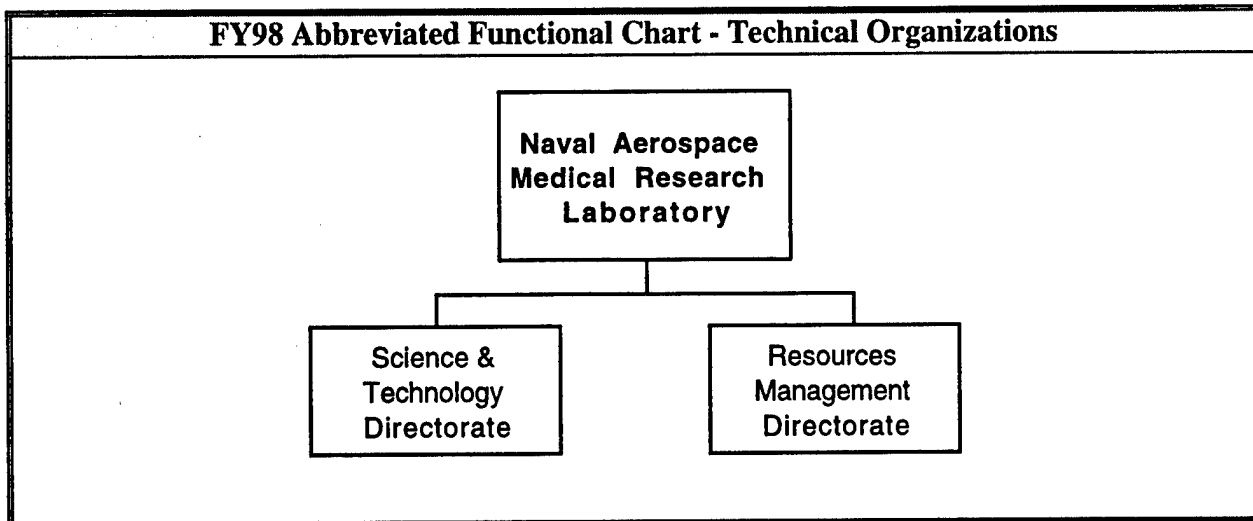 FY98 Abbreviated Functional Chart - Technical Organizations
Naval Aerospace
Medical Research
Laboratory
Science &
Technology
Directorate
Resources
Management
Directorate